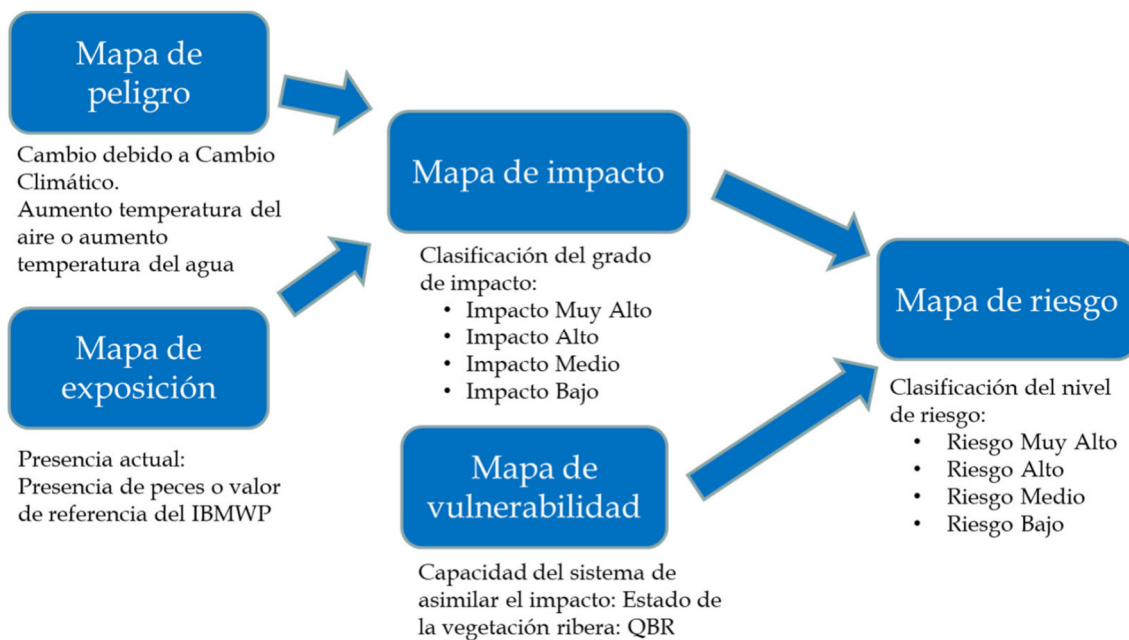 Mapa de
peligro
Cambio debido a Cambio
Climático.
Aumento temperatura del
aire o aumento
temperatura del agua
Mapa de
exposición
Presencia actual:
Presencia de peces o valor
de referencia del IBMWP
Mapa de impacto
Clasificación del grado
de impacto:
• Impacto Muy Alto
• Impacto Alto
• Impacto Medio
• Impacto Bajo
Mapa de
vulnerabilidad
Capacidad del sistema de
asimilar el impacto: Estado de
la vegetación ribera: QBR
Mapa de riesgo
Clasificación del nivel
de riesgo:
• Riesgo Muy Alto
• Riesgo Alto
• Riesgo Medio
• Riesgo Bajo